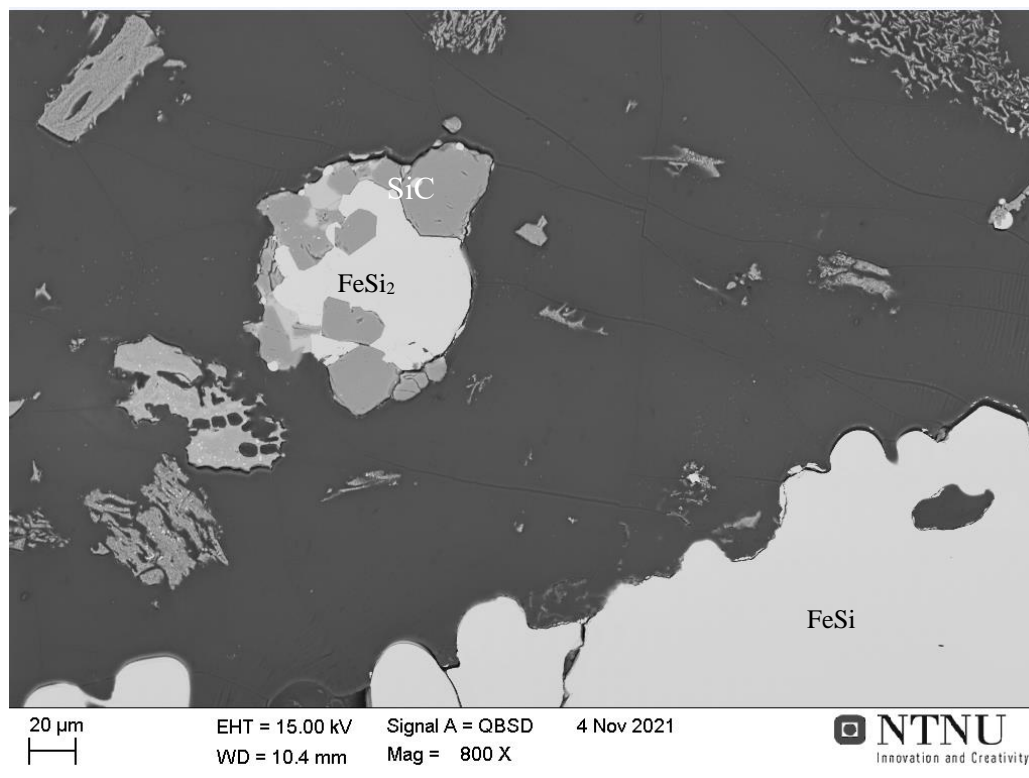 SiC
FeSi₂
FeSi
20 µm
EHT = 15.00 kV
Signal A = QBSD
4 Nov 2021
WD = 10.4 mm
Mag = 800 X
NTNU
Innovation and Creativity